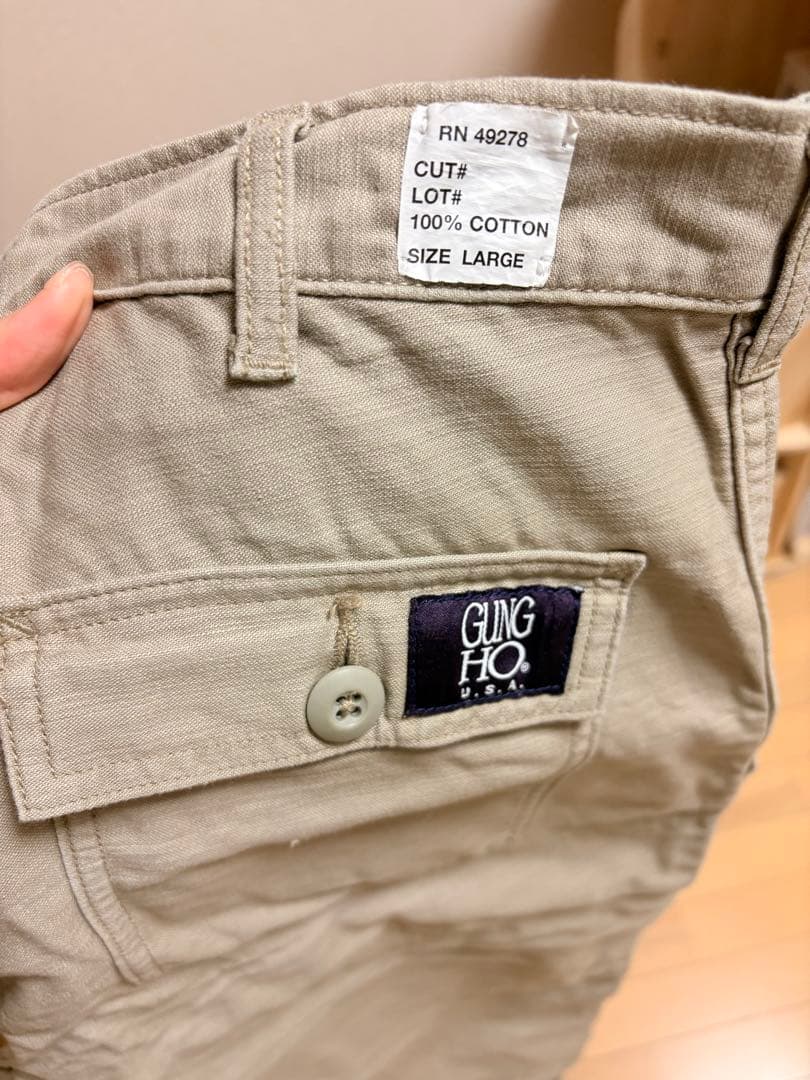 RN 49278
CUT#
LOT#
100% COTTON
SIZE LARGE
GUNG
HO®
U.S.A.